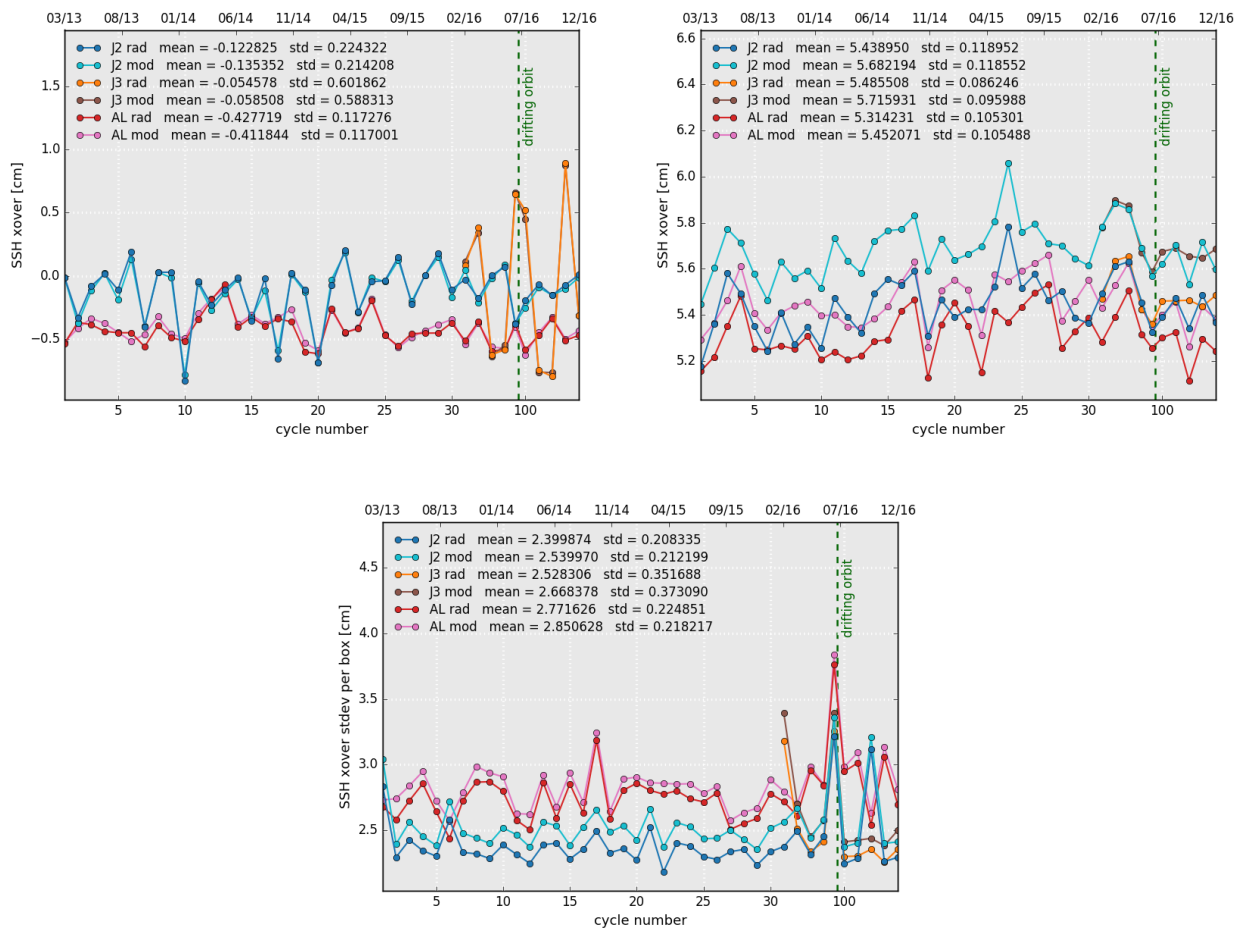 03/13 08/13 01/14 06/14 11/14 04/15 09/15 02/16 07/16 12/16
J2 rad mean = -0.122825 std = 0.224322
J2 mod mean = -0.135352 std = 0.214208
J3 rad mean = -0.054578 std = 0.601862
J3 mod mean = -0.058508 std = 0.588313
AL rad mean = -0.427719 std = 0.117276
AL mod mean = -0.411844 std = 0.117001
drifting orbit
SSH xover [cm]
1.5
1.0
0.5
0.0
−0.5
5 10 15 20 25 30 100
cycle number
03/13 08/13 01/14 06/14 11/14 04/15 09/15 02/16 07/16 12/16
J2 rad mean = 5.438950 std = 0.118952
J2 mod mean = 5.682194 std = 0.118552
J3 rad mean = 5.485508 std = 0.086246
J3 mod mean = 5.715931 std = 0.095988
AL rad mean = 5.314231 std = 0.105301
AL mod mean = 5.452071 std = 0.105488
drifting orbit
SSH xover [cm]
6.6
6.4
6.2
6.0
5.8
5.6
5.4
5.2
5 10 15 20 25 30 100
cycle number
03/13 08/13 01/14 06/14 11/14 04/15 09/15 02/16 07/16 12/16
J2 rad mean = 2.399874 std = 0.208335
J2 mod mean = 2.539970 std = 0.212199
J3 rad mean = 2.528306 std = 0.351688
J3 mod mean = 2.668378 std = 0.373090
AL rad mean = 2.771626 std = 0.224851
AL mod mean = 2.850628 std = 0.218217
drifting orbit
SSH xover stdev per box [cm]
4.5
4.0
3.5
3.0
2.5
5 10 15 20 25 30 100
cycle number